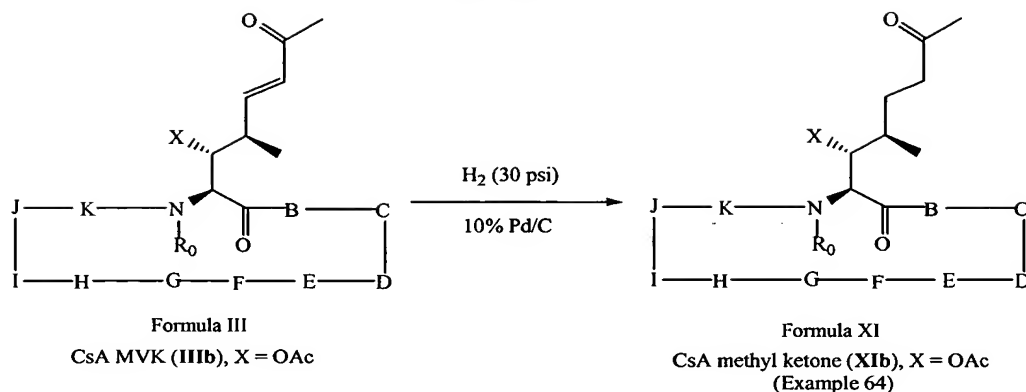 O
O
X
X
H₂ (30 psi)
10% Pd/C
J K N B C
R₀ O
I H G F E D
J K N B C
R₀ O
I H G F E D
Formula III
CsA MVK (IIIb), X = OAc
Formula XI
CsA methyl ketone (XIb), X = OAc
(Example 64)